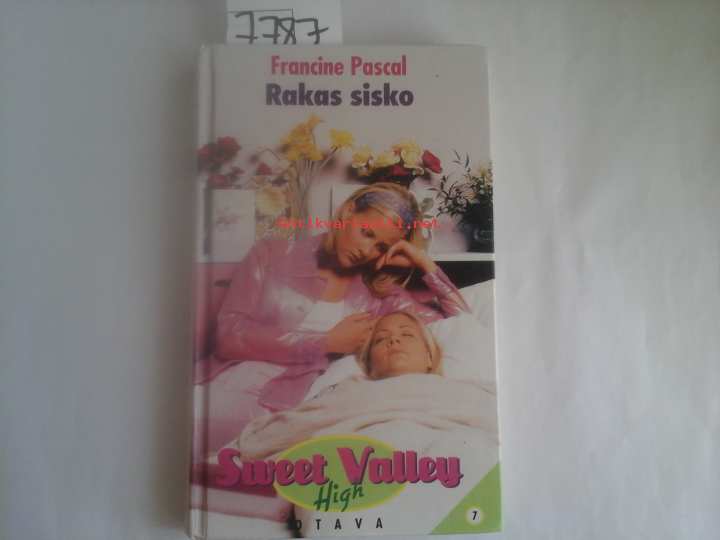 7787
Francine Pascal
Rakas sisko
antikvariaatti.net
Sweet Valley
High
OTAVA
7